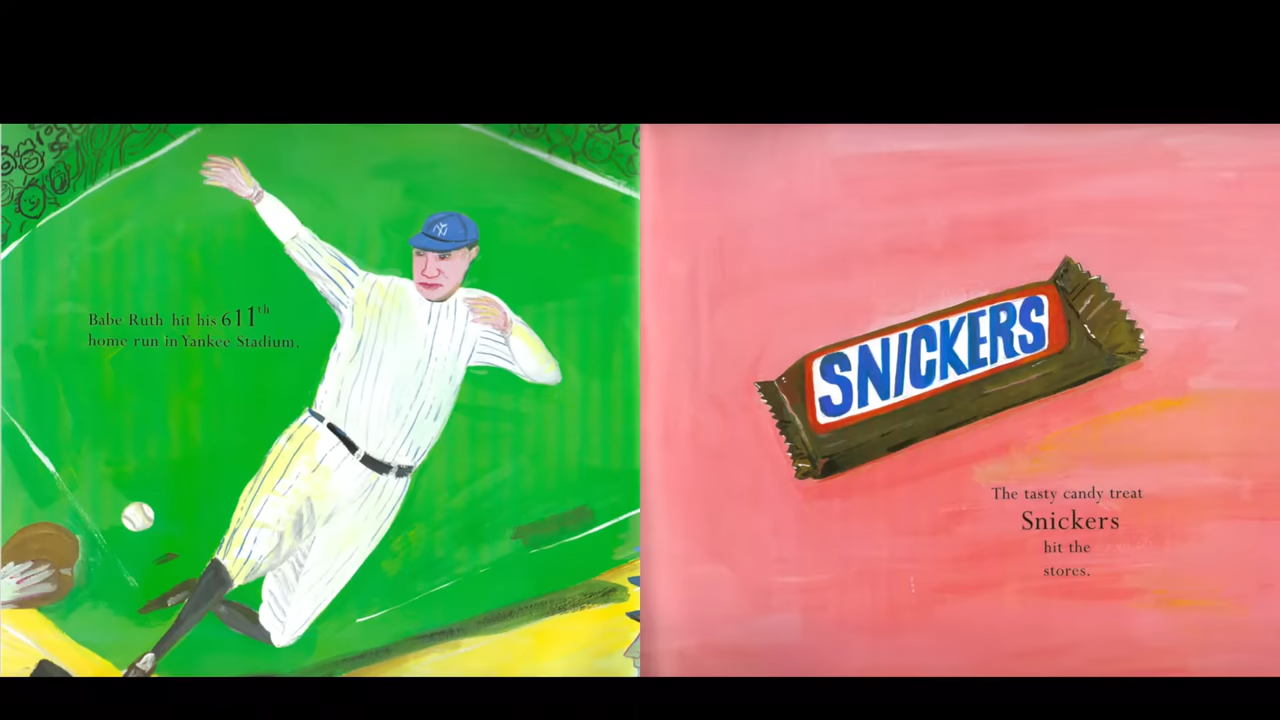 NY
Babe Ruth hit his 611th
home run in Yankee Stadium.
SNICKERS
The tasty candy treat
Snickers
hit the
stores.